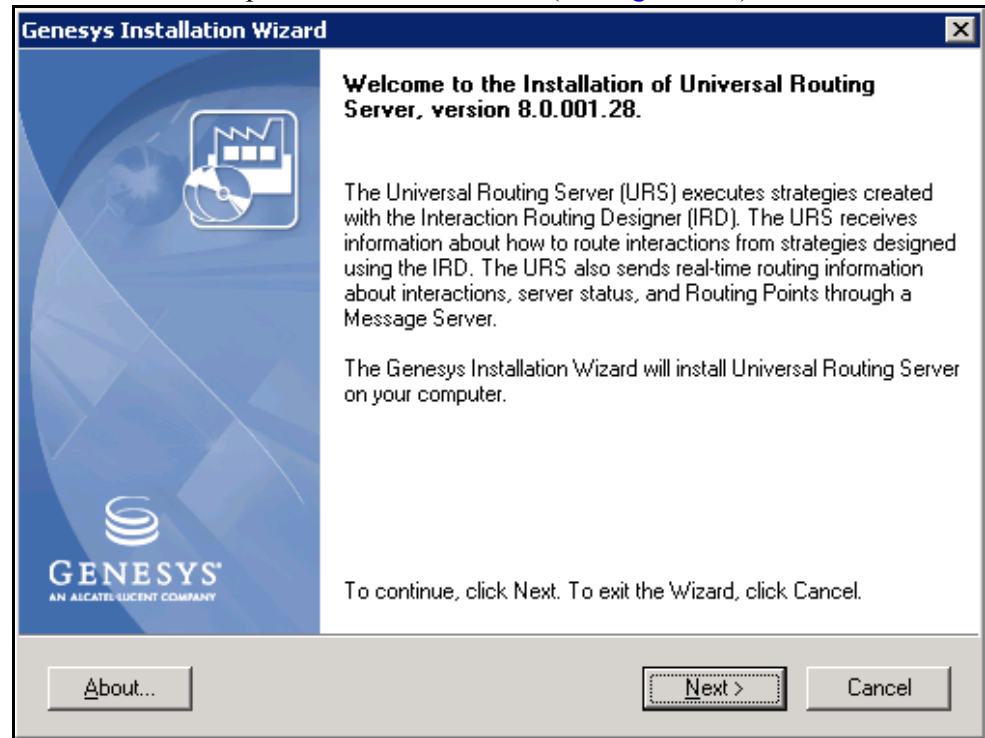 Genesys Installation Wizard
Welcome to the Installation of Universal Routing
Server, version 8.0.001.28.
The Universal Routing Server (URS) executes strategies created
with the Interaction Routing Designer (IRD). The URS receives
information about how to route interactions from strategies designed
using the IRD. The URS also sends real-time routing information
about interactions, server status, and Routing Points through a
Message Server.
The Genesys Installation Wizard will install Universal Routing Server
on your computer.
GENESYS
AN ALCATEL-LUCENT COMPANY
To continue, click Next. To exit the Wizard, click Cancel.
About...
Next >
Cancel